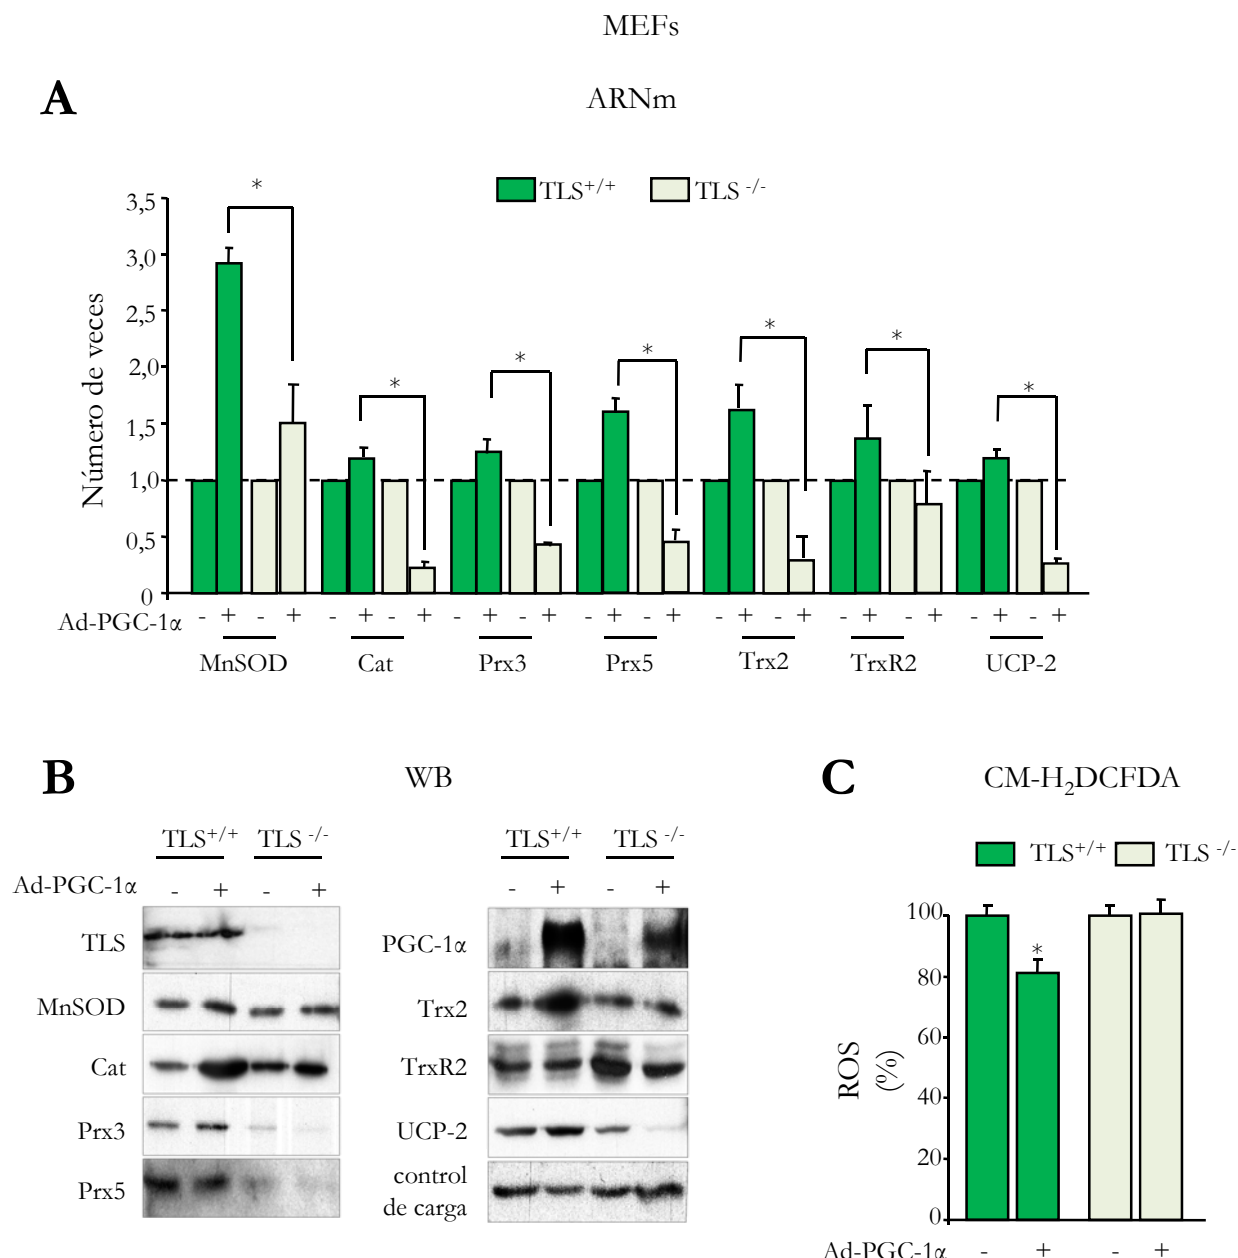 MEFs
A
ARNm
TLS+/+ TLS -/-
Número de veces
3,5
3,0
2,5
2,0
1,5
1,0
0,5
0
* * * * * * *
Ad-PGC-1α - + - + - + - + - + - + - + - + - + - + - + - + - + - +
MnSOD Cat Prx3 Prx5 Trx2 TrxR2 UCP-2
B
WB
TLS+/+ TLS -/-
Ad-PGC-1α - + - +
TLS
MnSOD
Cat
Prx3
Prx5
TLS+/+ TLS -/-
- + - +
PGC-1α
Trx2
TrxR2
UCP-2
control
de carga
C
CM-H₂DCFDA
TLS+/+ TLS -/-
ROS
(%)
100
80
60
40
20
0
*
Ad-PGC-1α - + - +